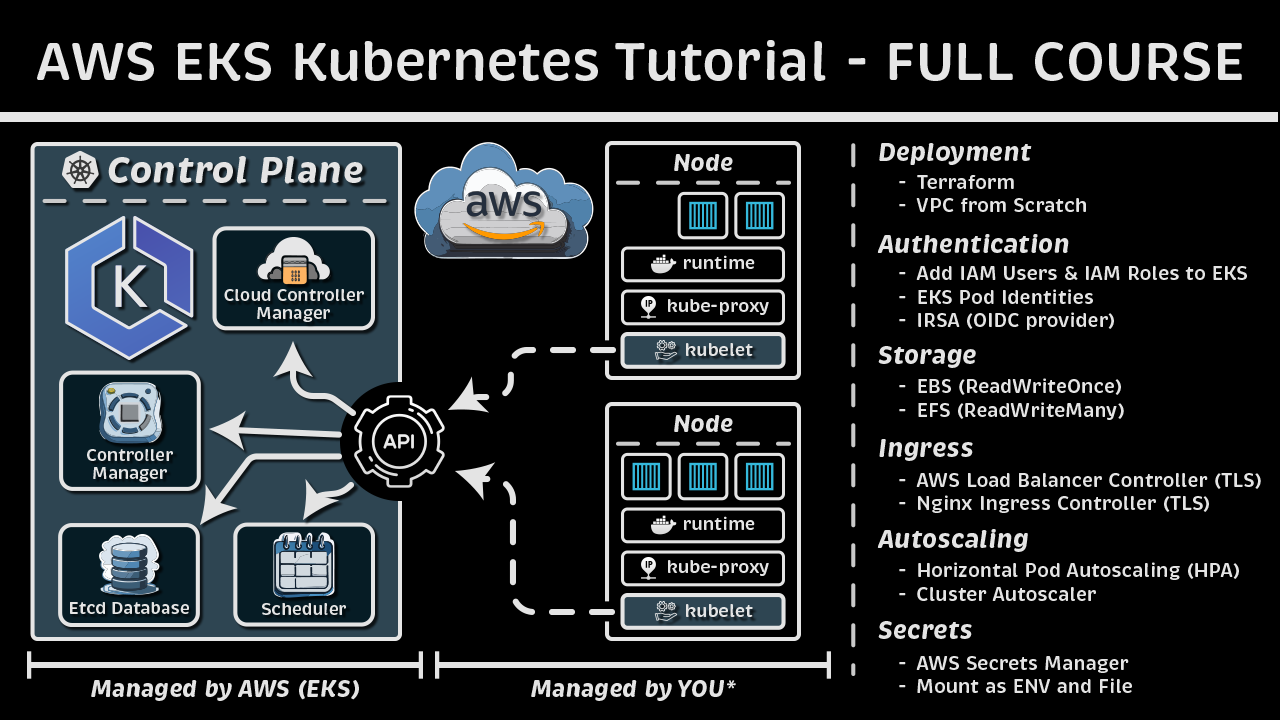 AWS EKS Kubernetes Tutorial - FULL COURSE
Control Plane
K
Cloud Controller
Manager
Controller
Manager
Etcd Database
Scheduler
API
aws
Node
runtime
IP
kube-proxy
kubelet
Node
runtime
IP
kube-proxy
kubelet
Managed by AWS (EKS)
Managed by YOU*
Deployment
- Terraform
- VPC from Scratch
Authentication
- Add IAM Users & IAM Roles to EKS
- EKS Pod Identities
- IRSA (OIDC provider)
Storage
- EBS (ReadWriteOnce)
- EFS (ReadWriteMany)
Ingress
- AWS Load Balancer Controller (TLS)
- Nginx Ingress Controller (TLS)
Autoscaling
- Horizontal Pod Autoscaling (HPA)
- Cluster Autoscaler
Secrets
- AWS Secrets Manager
- Mount as ENV and File